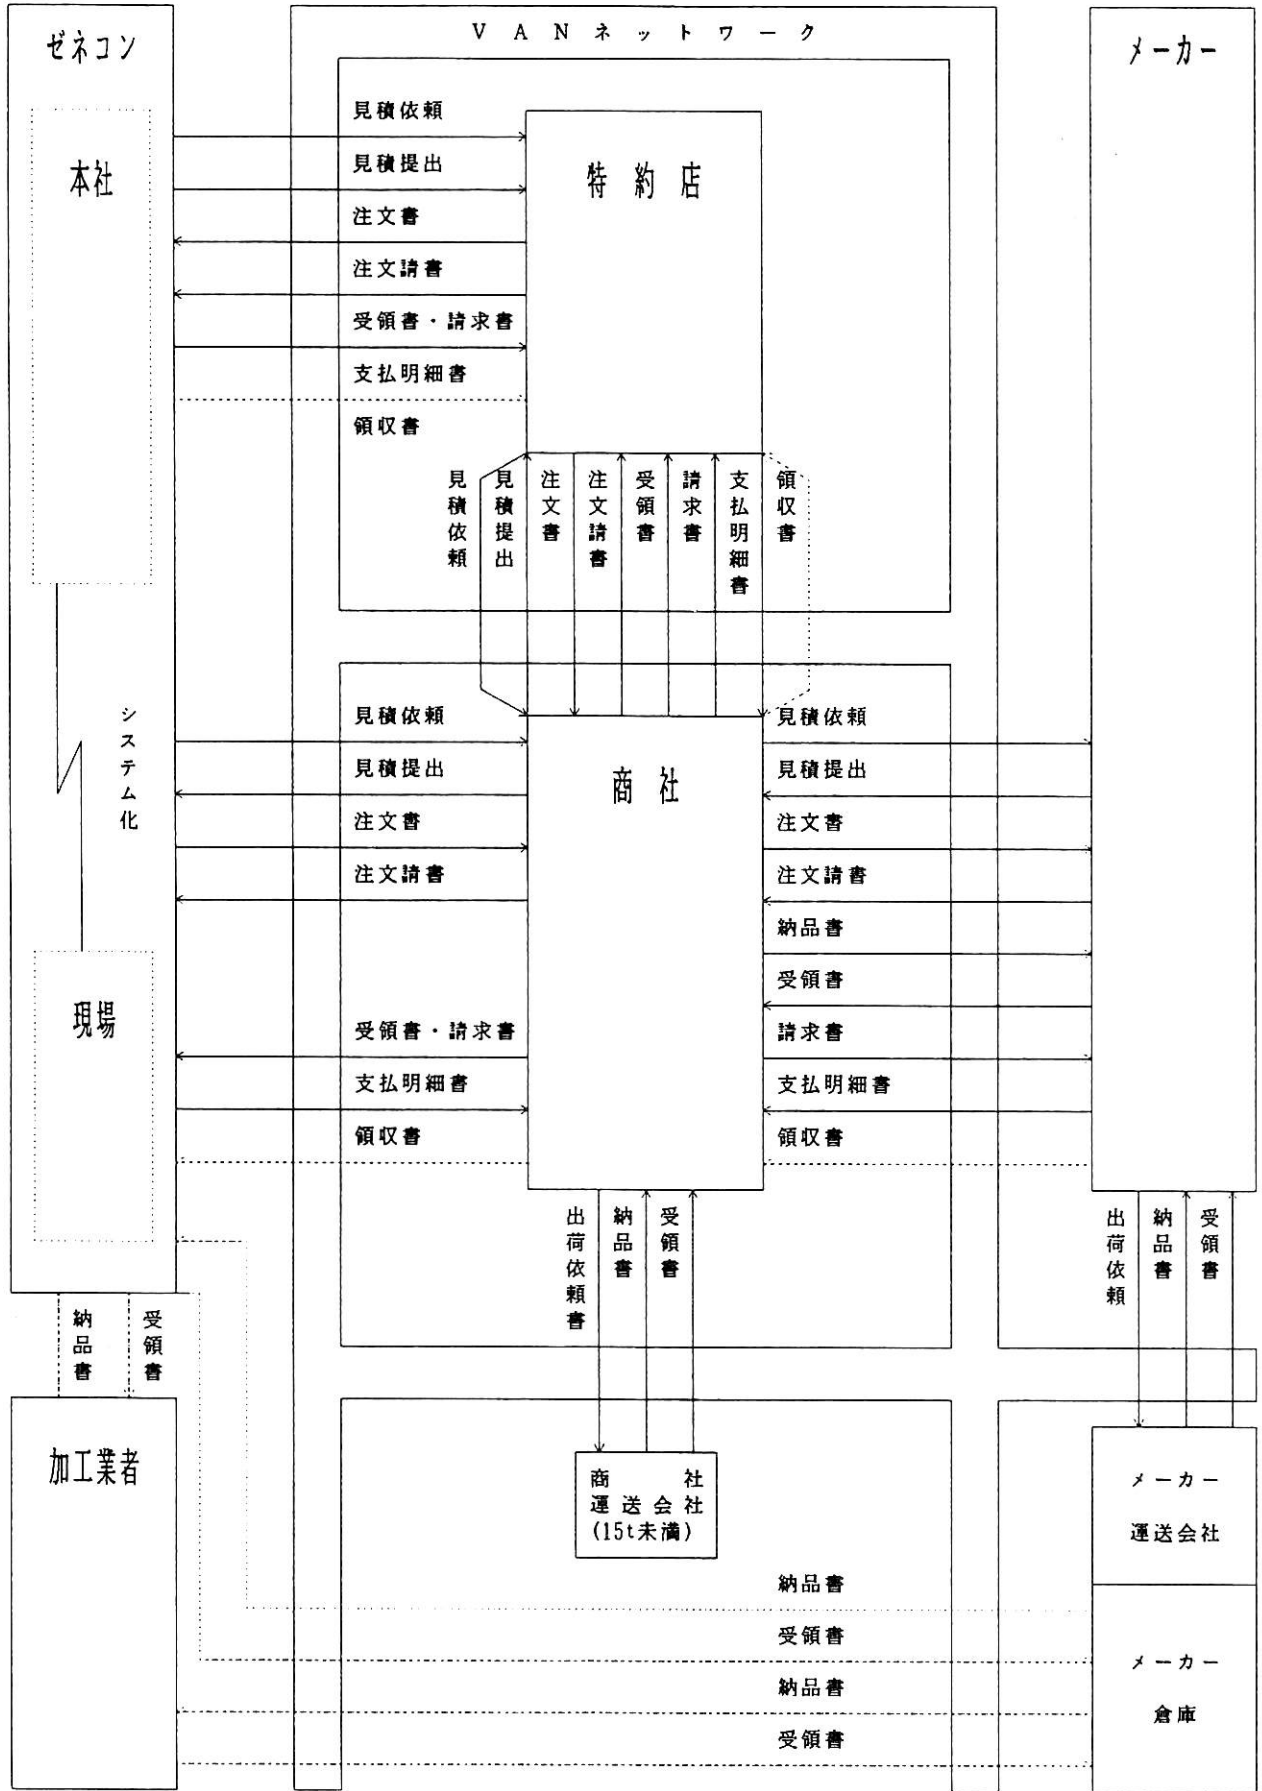 VANネットワーク
ゼネコン
本社
システム化
現場
見積依頼
見積提出
注文書
注文請書
受領書・請求書
支払明細書
領収書
特約店
見積依頼
見積提出
注文書
注文請書
受領書
請求書
支払明細書
領収書
見積依頼
見積提出
注文書
注文請書
受領書・請求書
支払明細書
領収書
商社
メーカー
見積依頼
見積提出
注文書
注文請書
納品書
受領書
請求書
支払明細書
領収書
出荷依頼書
納品書
受領書
出荷依頼
納品書
受領書
納品書
受領書
加工業者
商社
運送会社
(15t未満)
メーカー
運送会社
納品書
受領書
納品書
受領書
メーカー
倉庫